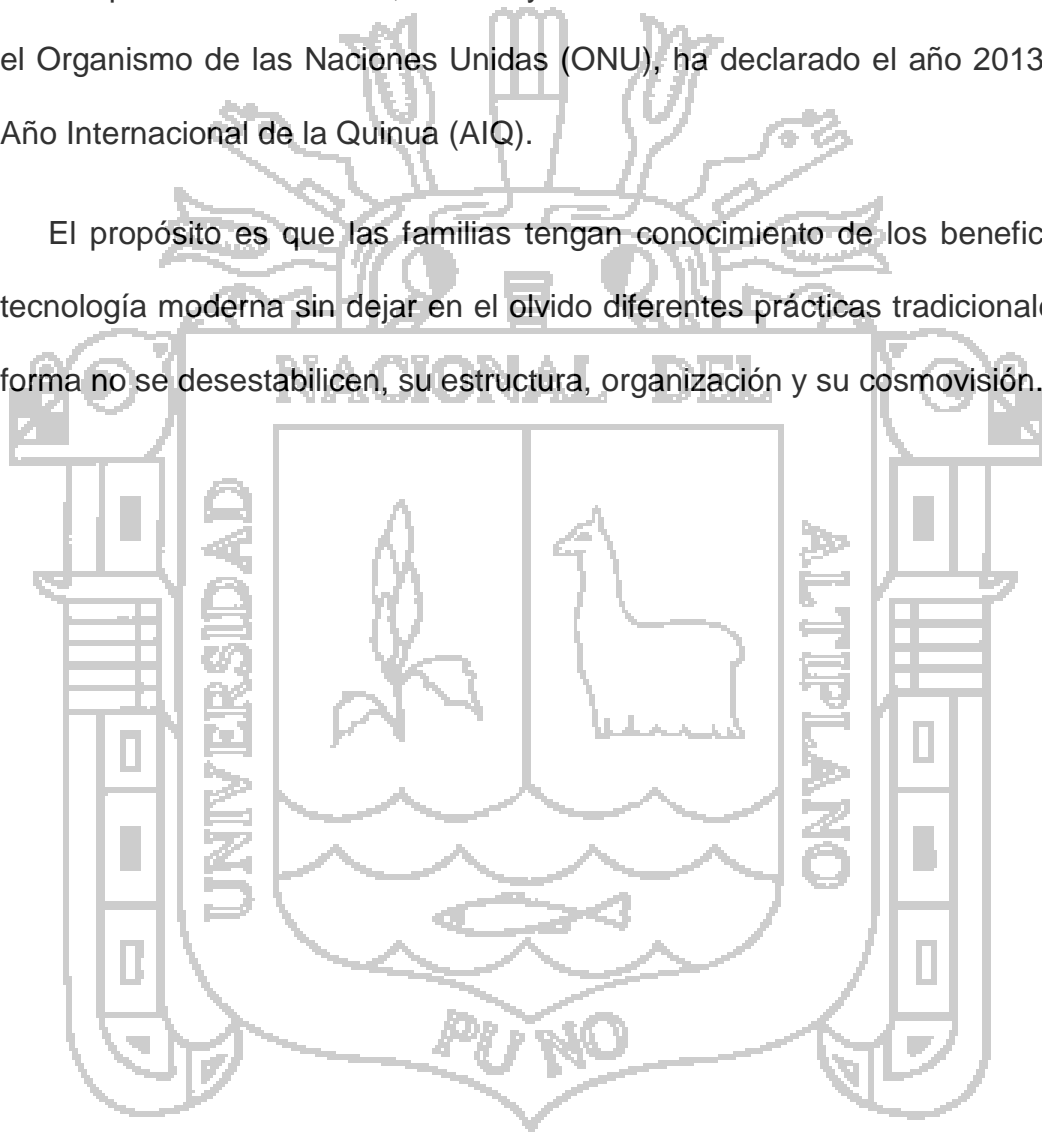 el Organismo de las Naciones Unidas (ONU), ha declarado el año 2013
Año Internacional de la Quinua (AIQ).
El propósito es que las familias tengan conocimiento de los benefic
tecnología moderna sin dejar en el olvido diferentes prácticas tradicional
forma no se desestabilicen, su estructura, organización y su cosmovisión.
NACIONAL DEL
UNIVERSIDAD
ALTIPLANO
PUNO